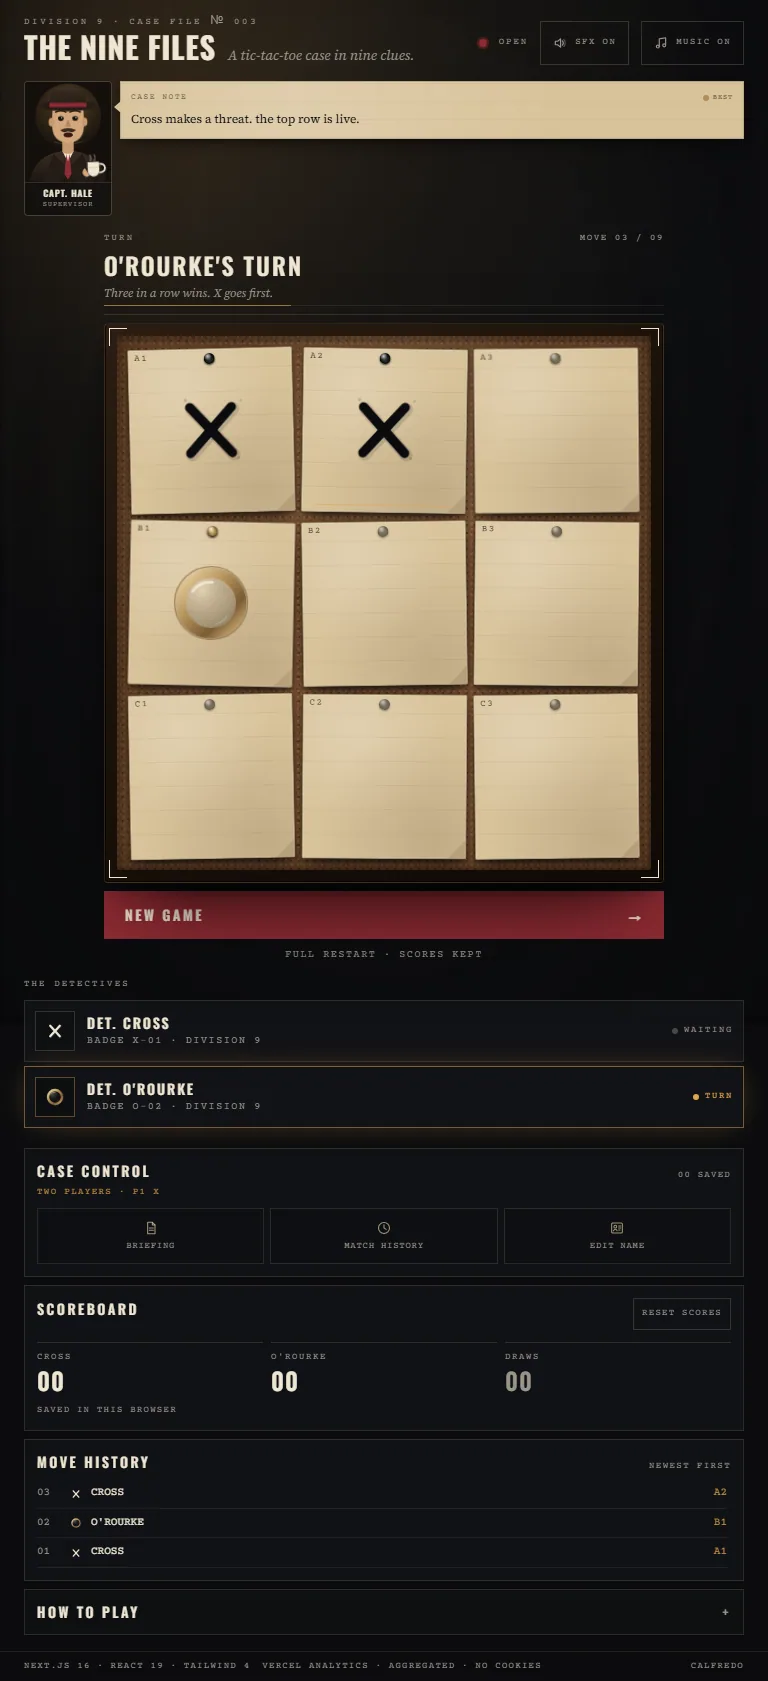 DIVISION 9 · CASE FILE № 003
THE NINE FILES
A tic-tac-toe case in nine clues.
OPEN
SFX ON
MUSIC ON
CASE NOTE
BEST
Cross makes a threat. the top row is live.
CAPT. HALE
SUPERVISOR
TURN
MOVE 03 / 09
O'ROURKE'S TURN
Three in a row wins. X goes first.
A1
A2
A3
B1
B2
B3
C1
C2
C3
NEW GAME →
FULL RESTART · SCORES KEPT
THE DETECTIVES
DET. CROSS
BADGE X-01 · DIVISION 9
WAITING
DET. O'ROURKE
BADGE O-02 · DIVISION 9
TURN
CASE CONTROL
00 SAVED
TWO PLAYERS · P1 X
BRIEFING
MATCH HISTORY
EDIT NAME
SCOREBOARD
RESET SCORES
CROSS
O'ROURKE
DRAWS
00
00
00
SAVED IN THIS BROWSER
MOVE HISTORY
NEWEST FIRST
03 CROSS A2
02 O'ROURKE B1
01 CROSS A1
HOW TO PLAY +
NEXT.JS 16 · REACT 19 · TAILWIND 4 VERCEL ANALYTICS · AGGREGATED · NO COOKIES
CALFREDO